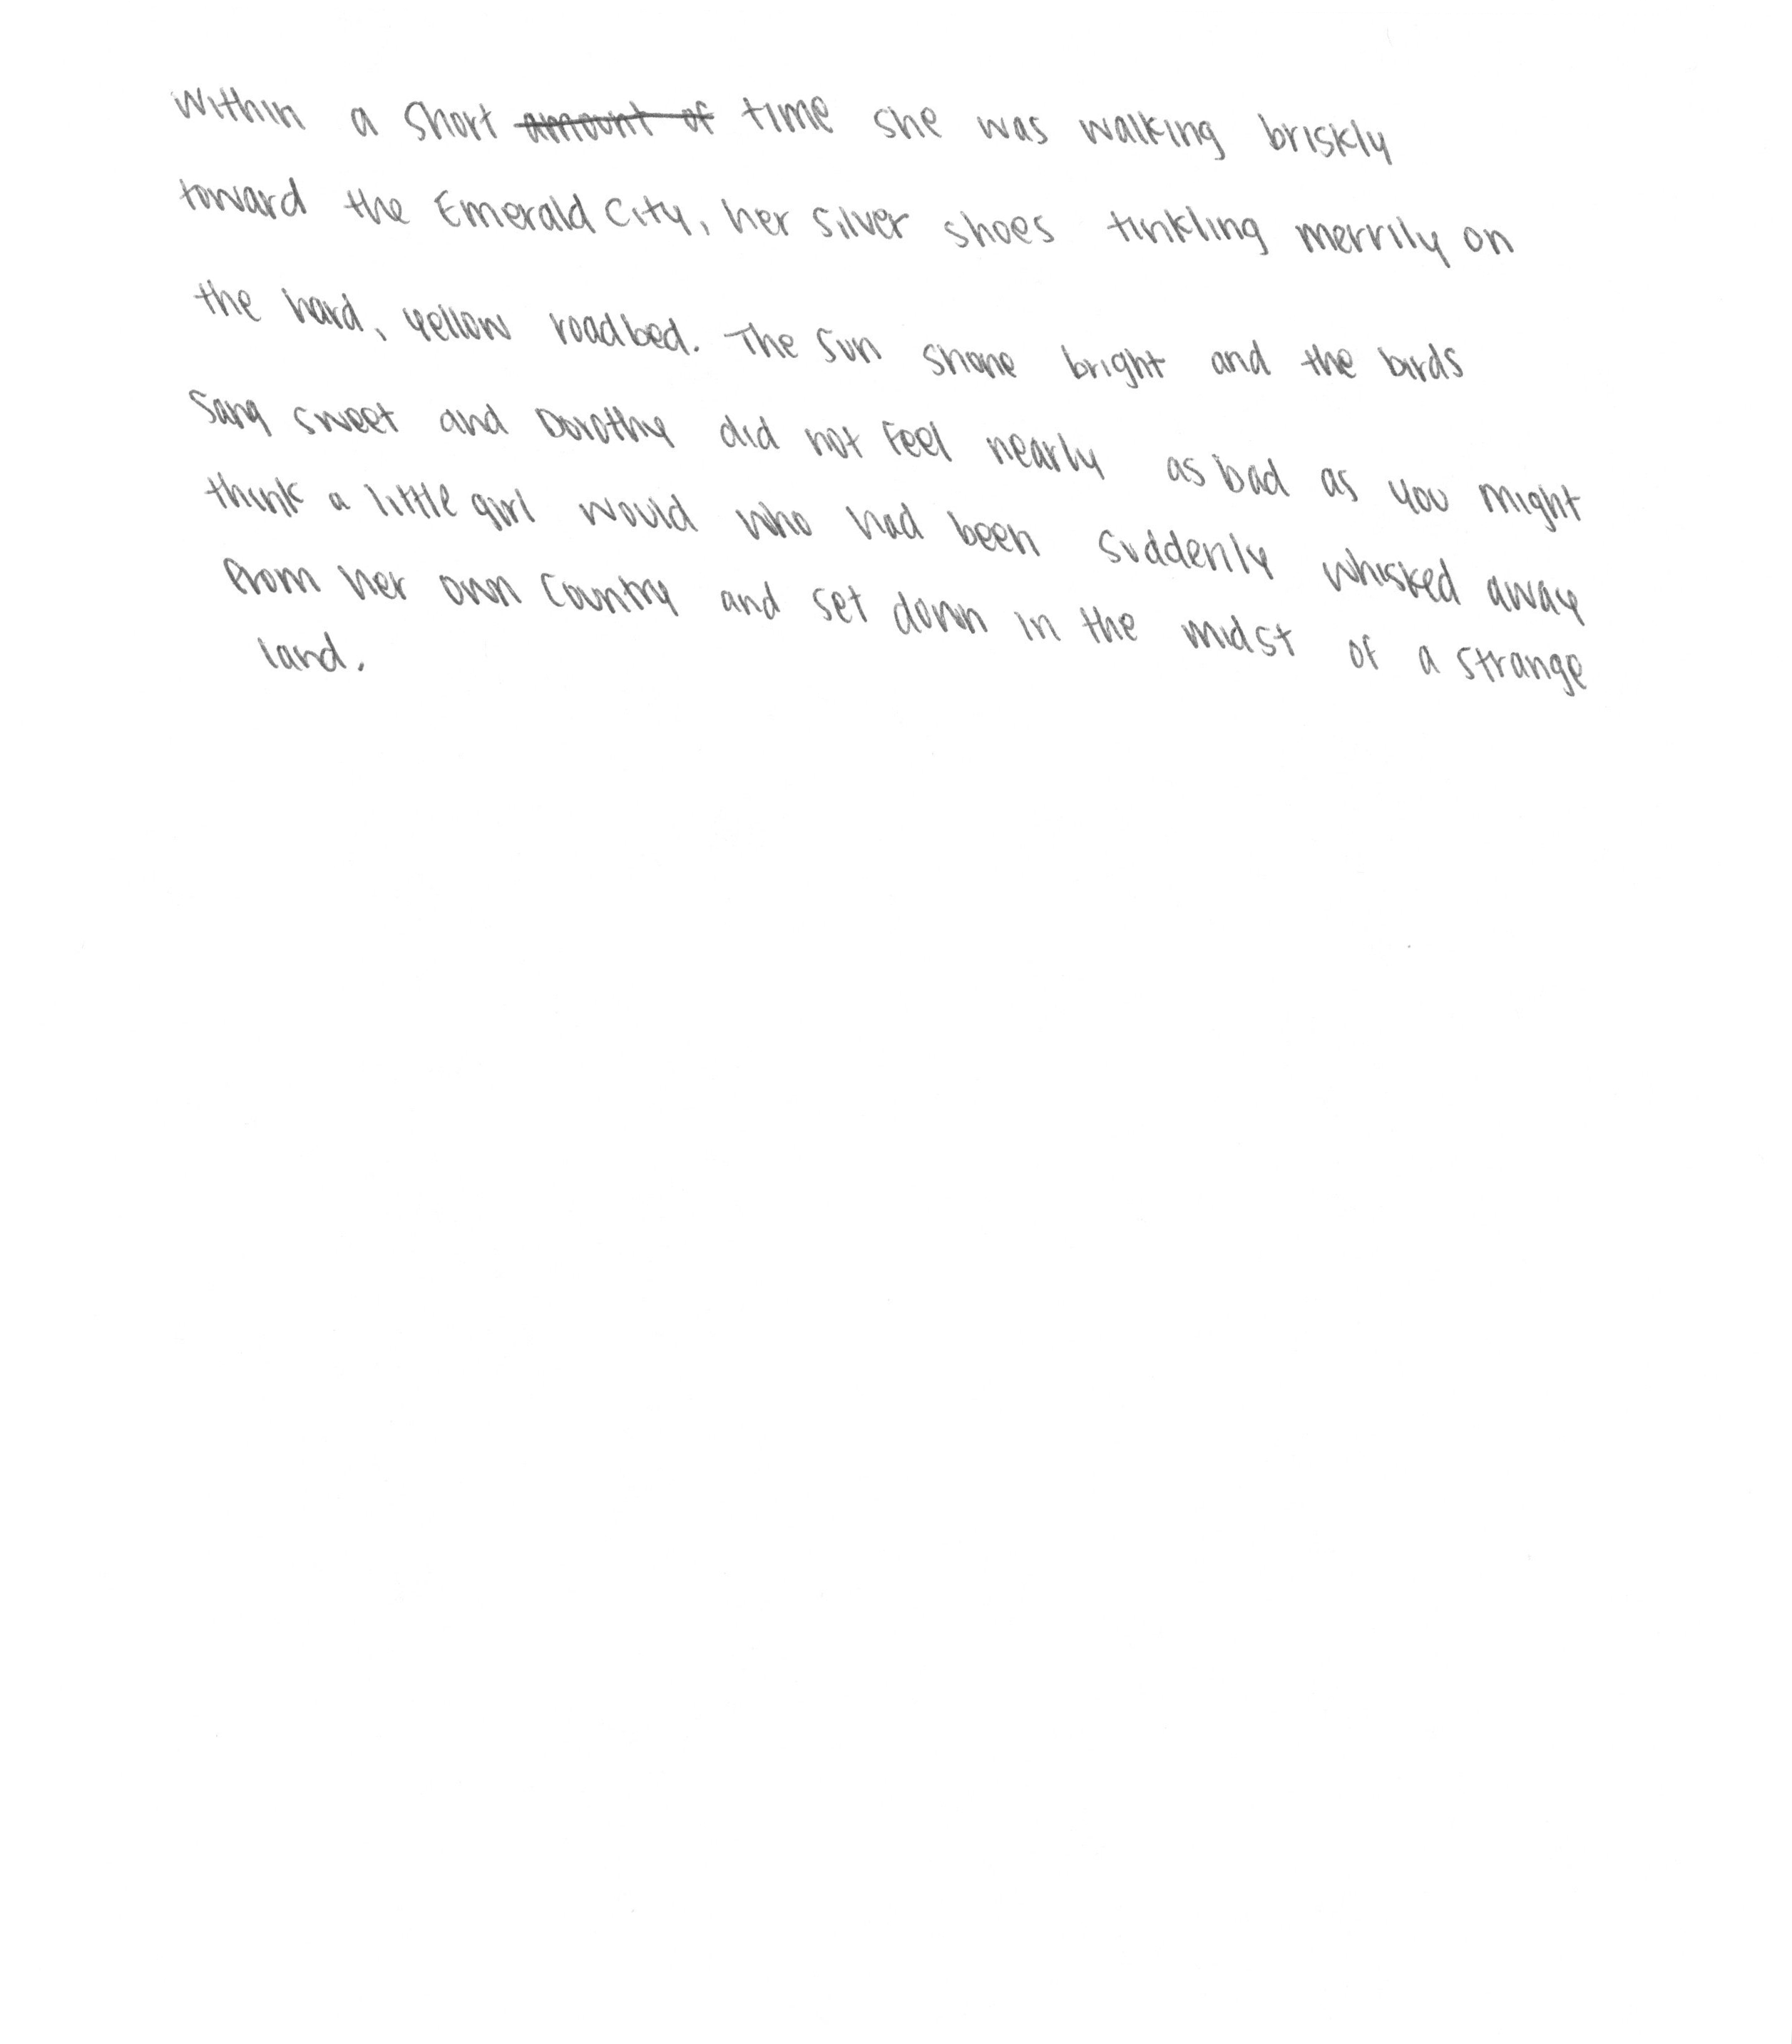 Within a short ~~amount of~~ time she was walking briskly
toward the Emerald City, her silver shoes tinkling merrily on
the hard, yellow roadbed. The sun shone bright and the birds
sang sweet and Dorothy did not feel nearly as bad as you might
think a little girl would who had been suddenly whisked away
from her own country and set down in the midst of a strange
land.